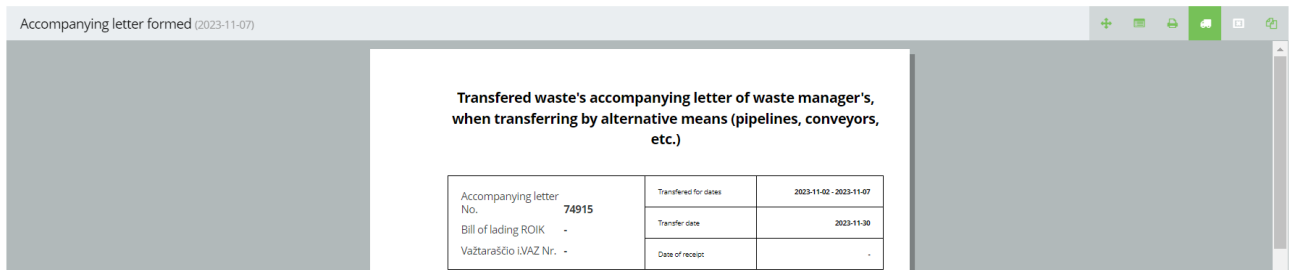 Accompanying letter formed (2023-11-07)
Transfered waste's accompanying letter of waste manager's,
when transferring by alternative means (pipelines, conveyors,
etc.)
Accompanying letter
No. 74915
Bill of lading ROIK -
Važtaraščio i.VAZ Nr. -
Transfered for dates 2023-11-02 - 2023-11-07
Transfer date 2023-11-30
Date of receipt -